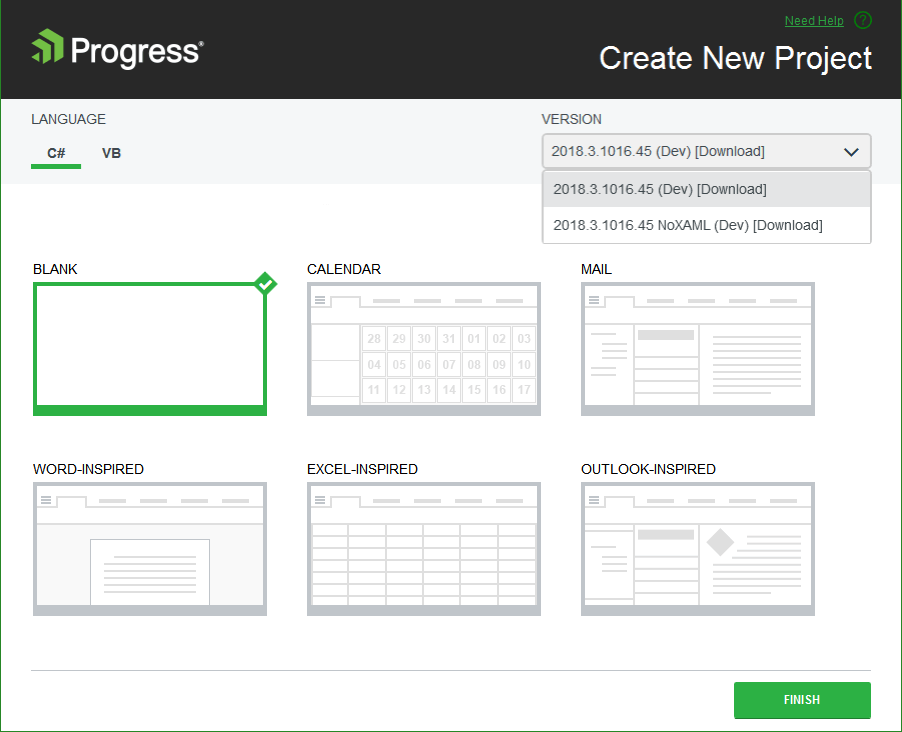 Need Help ?
Progress®
Create New Project
LANGUAGE
VERSION
C# VB
2018.3.1016.45 (Dev) [Download]
2018.3.1016.45 (Dev) [Download]
2018.3.1016.45 NoXAML (Dev) [Download]
BLANK
CALENDAR
MAIL
28 29 30 31 01 02 03
04 05 06 07 08 09 10
11 12 13 14 15 16 17
WORD-INSPIRED
EXCEL-INSPIRED
OUTLOOK-INSPIRED
FINISH